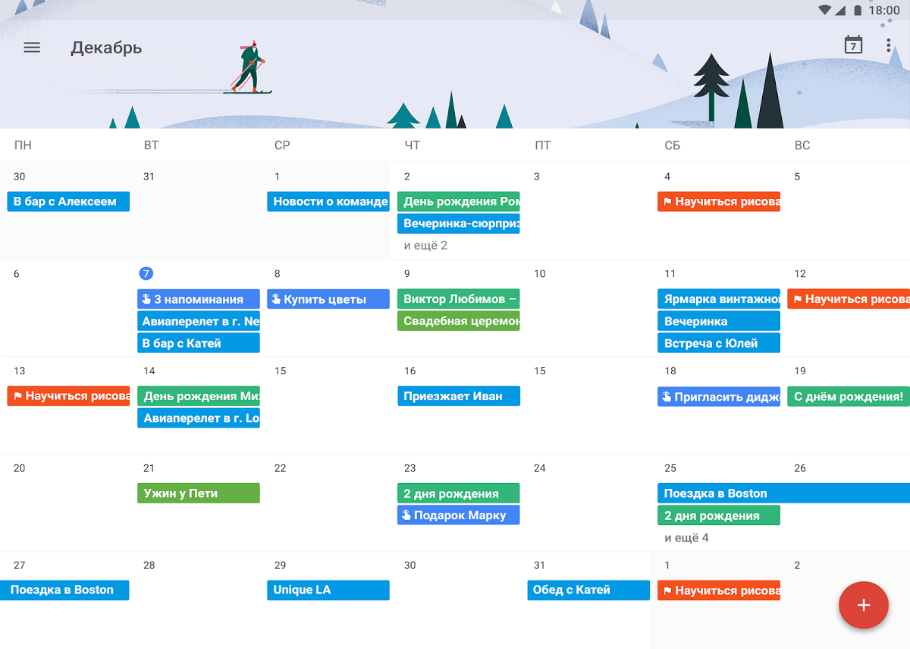 18:00
Декабрь
7
ПН ВТ СР ЧТ ПТ СБ ВС
30 31 1 2 3 4 5
В бар с Алексеем Новости о команде День рождения Ром Научиться рисова
Вечеринка-сюрприз
и ещё 2
6 7 8 9 10 11 12
3 напоминания Купить цветы Виктор Любимов – Ярмарка винтажной Научиться рисова
Авиаперелет в г. Ne Свадебная церемон Вечеринка
В бар с Катей Встреча с Юлей
13 14 15 16 15 18 19
Научиться рисова День рождения Ми Приезжает Иван Пригласить дидж С днём рождения!
Авиаперелет в г. Lo
20 21 22 23 24 25 26
Ужин у Пети 2 дня рождения Поездка в Boston
Подарок Марку 2 дня рождения
и ещё 4
27 28 29 30 31 1 2
Поездка в Boston Unique LA Обед с Катей Научиться рисова